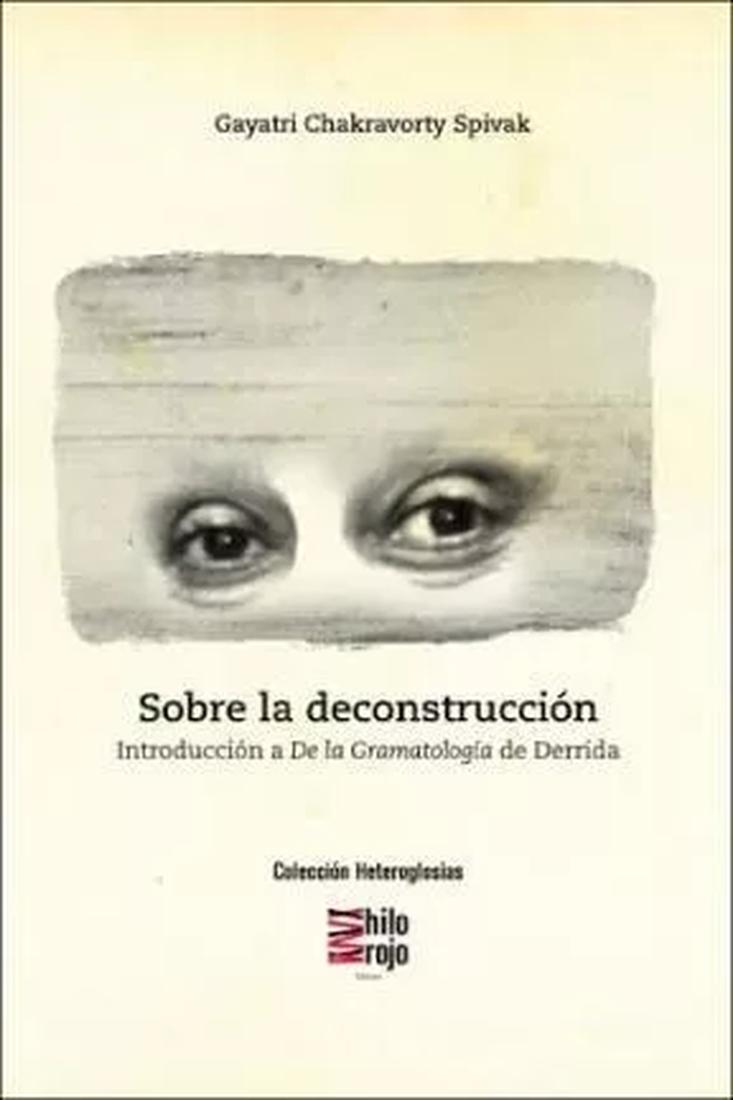 Gayatri Chakravorty Spivak
Sobre la deconstrucción
Introducción a De la Gramatología de Derrida
Colección Heteroglosias
hilo
rojo